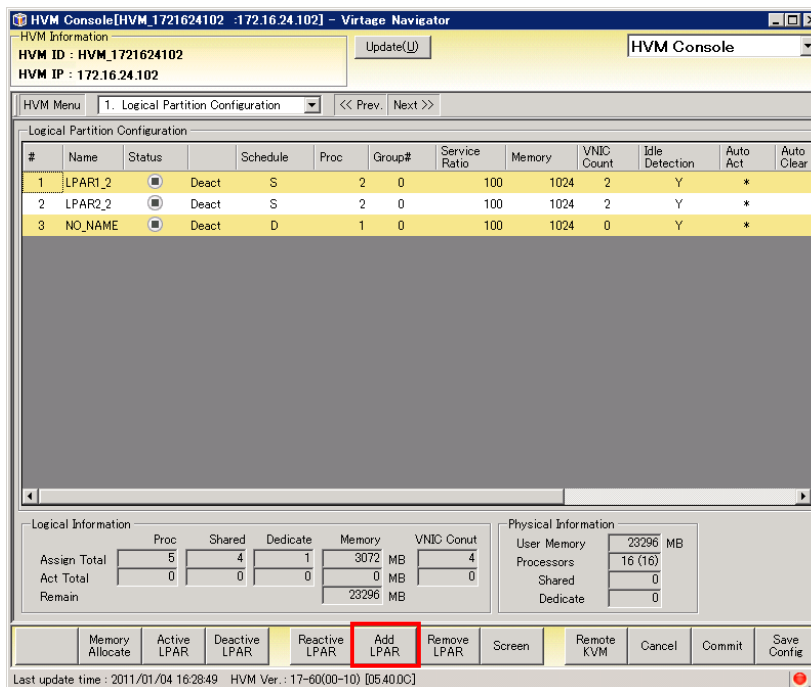 HVM Console[HVM_1721624102 :172.16.24.102] - Virtage Navigator
HVM Information
HVM ID : HVM_1721624102
HVM IP : 172.16.24.102
Update(U)
HVM Console
HVM Menu 1. Logical Partition Configuration << Prev. Next >>
Logical Partition Configuration
# Name Status Schedule Proc Group# Service Ratio Memory VNIC Count Idle Detection Auto Act Auto Clear
1 LPAR1_2 Deact S 2 0 100 1024 2 Y *
2 LPAR2_2 Deact S 2 0 100 1024 2 Y *
3 NO_NAME Deact D 1 0 100 1024 0 Y *
Logical Information
Proc Shared Dedicate Memory VNIC Conut
Assign Total 5 4 1 3072 MB 4
Act Total 0 0 0 0 MB 0
Remain 23296 MB
Physical Information
User Memory 23296 MB
Processors 16 (16)
Shared 0
Dedicate 0
Memory Allocate Active LPAR Deactive LPAR Reactive LPAR Add LPAR Remove LPAR Screen Remote KVM Cancel Commit Save Config
Last update time : 2011/01/04 16:28:49 HVM Ver. : 17-60(00-10) [05.40.0C]